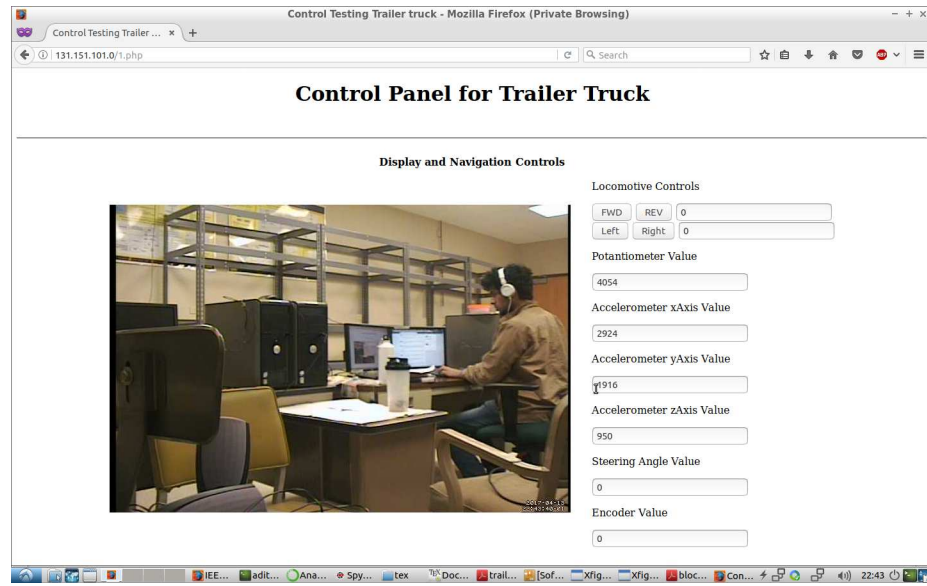 Control Testing Trailer truck - Mozilla Firefox (Private Browsing)
Control Testing Trailer ...
131.151.101.0/1.php
Search
Control Panel for Trailer Truck
Display and Navigation Controls
Locomotive Controls
FWD REV 0
Left Right 0
Potantiometer Value
4054
Accelerometer xAxis Value
2924
Accelerometer yAxis Value
1916
Accelerometer zAxis Value
950
Steering Angle Value
0
Encoder Value
0
IEE... adit... Ana... Spy... tex Doc... trail... [Sof... Xfig... Xfig... bloc... Con... 22:43